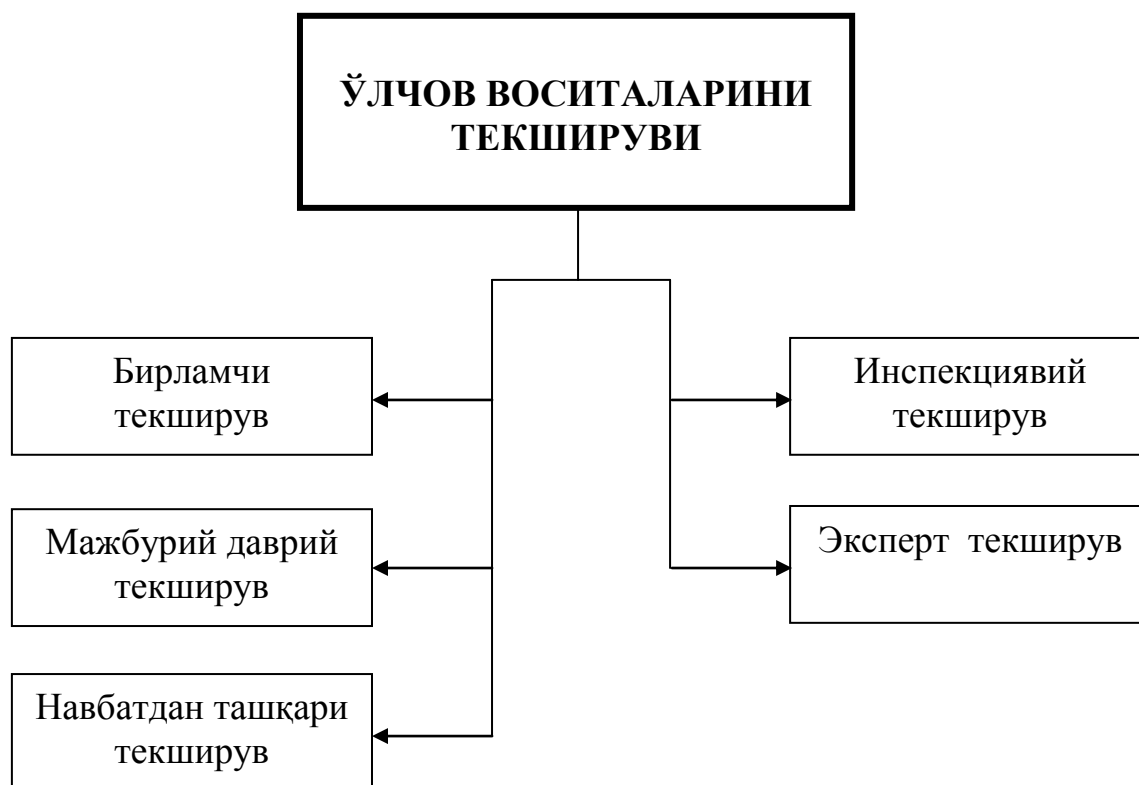 ЎЛЧОВ ВОСИТАЛАРИНИ
ТЕКШИРУВИ
Бирламчи
текширув
Инспекциявий
текширув
Мажбурий даврий
текширув
Эксперт текширув
Навбатдан ташқари
текширув